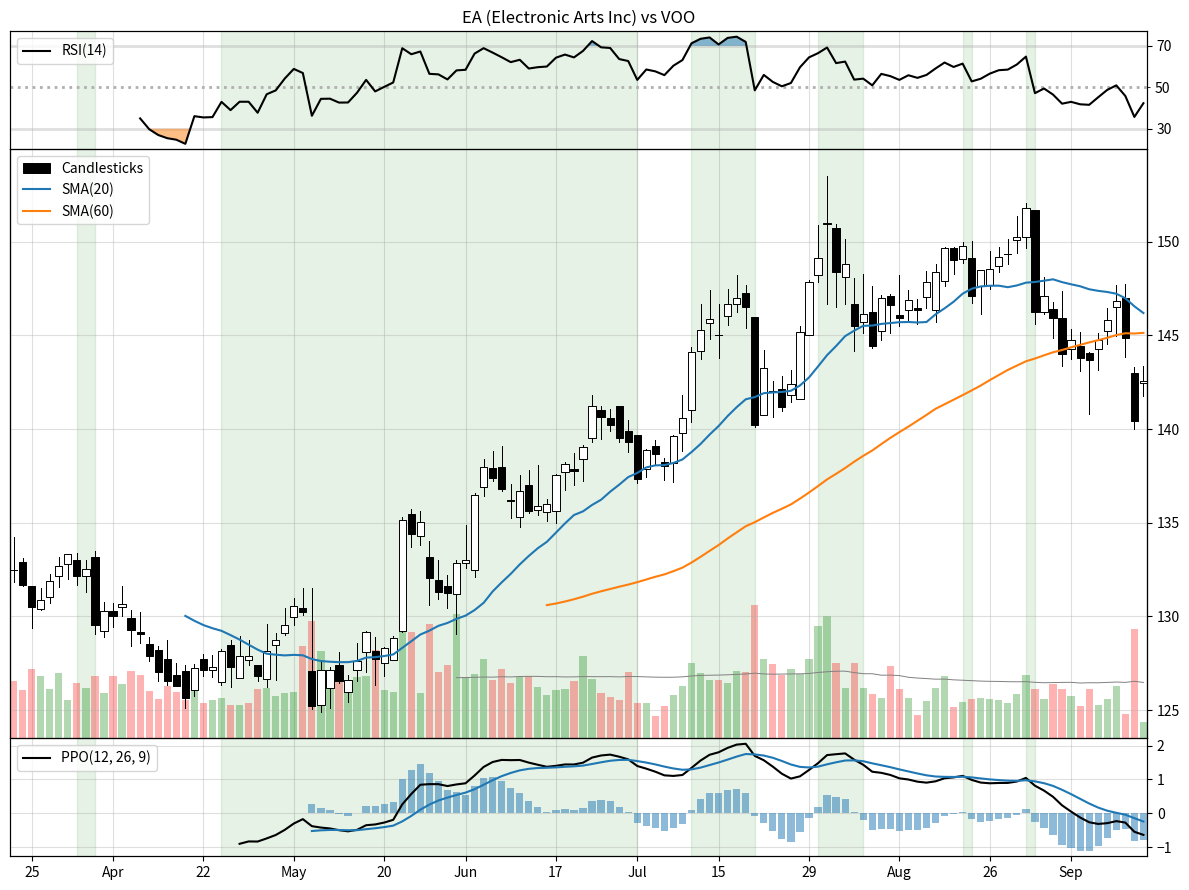 EA (Electronic Arts Inc) vs VOO
RSI(14)
70
50
30
Candlesticks
SMA(20)
SMA(60)
150
145
140
135
130
125
PPO(12, 26, 9)
2
1
0
−1
25 Apr 22 May 20 Jun 17 Jul 15 29 Aug 26 Sep